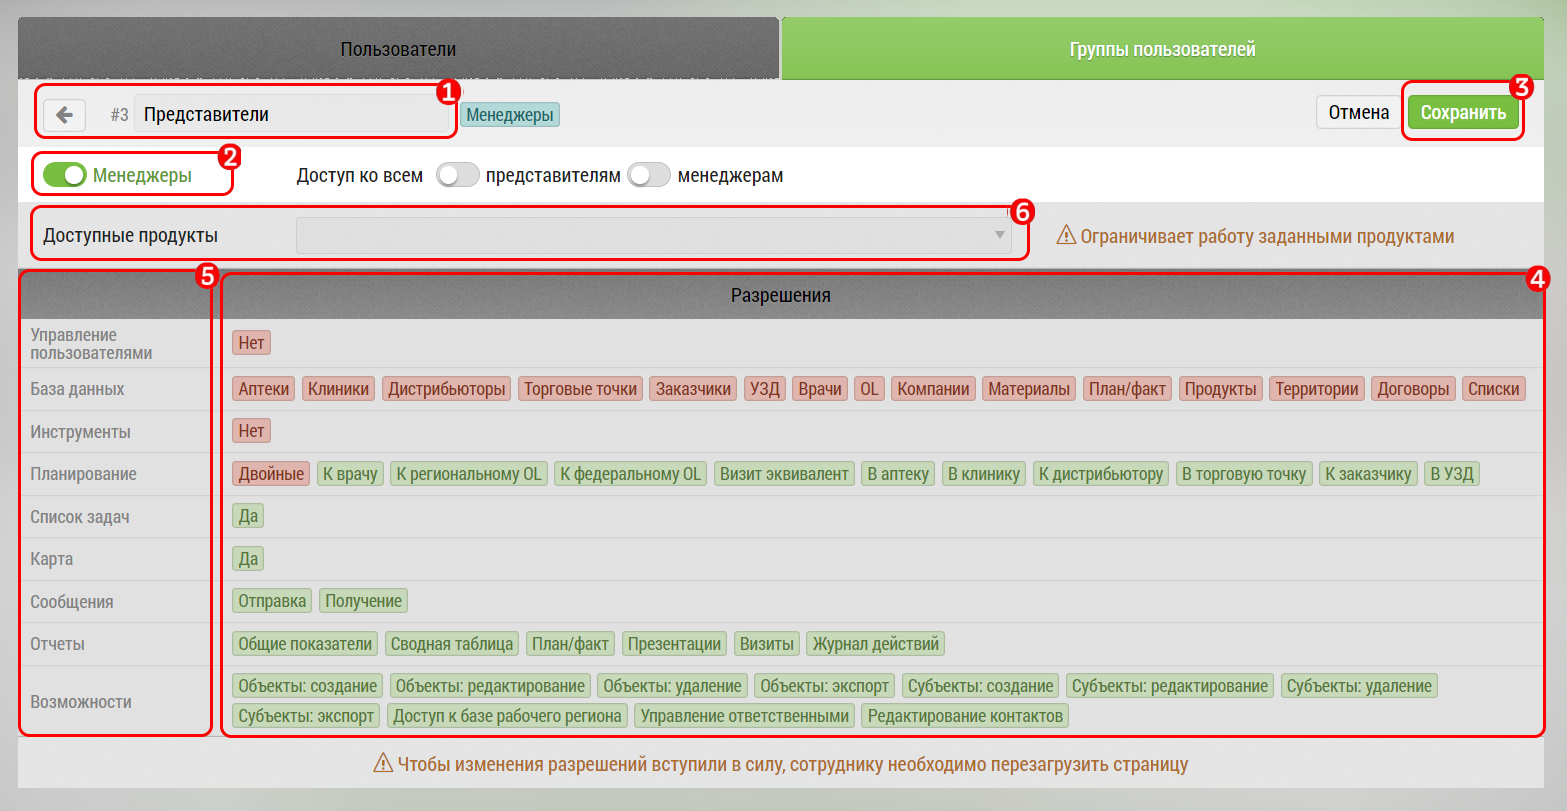 Пользователи
Группы пользователей
1
3
#3 Представители Менеджеры Отмена Сохранить
2
Менеджеры Доступ ко всем представителям менеджерам
6
Доступные продукты Ограничивает работу заданными продуктами
5
4
Разрешения
Управление
пользователями
Нет
База данных Аптеки Клиники Дистрибьюторы Торговые точки Заказчики УЗД Врачи OL Компании Материалы План/факт Продукты Территории Договоры Списки
Инструменты Нет
Планирование Двойные К врачу К региональному OL К федеральному OL Визит эквивалент В аптеку В клинику К дистрибьютору В торговую точку К заказчику В УЗД
Список задач Да
Карта Да
Сообщения Отправка Получение
Отчеты Общие показатели Сводная таблица План/факт Презентации Визиты Журнал действий
Возможности
Объекты: создание Объекты: редактирование Объекты: удаление Объекты: экспорт Субъекты: создание Субъекты: редактирование Субъекты: удаление
Субъекты: экспорт Доступ к базе рабочего региона Управление ответственными Редактирование контактов
Чтобы изменения разрешений вступили в силу, сотруднику необходимо перезагрузить страницу